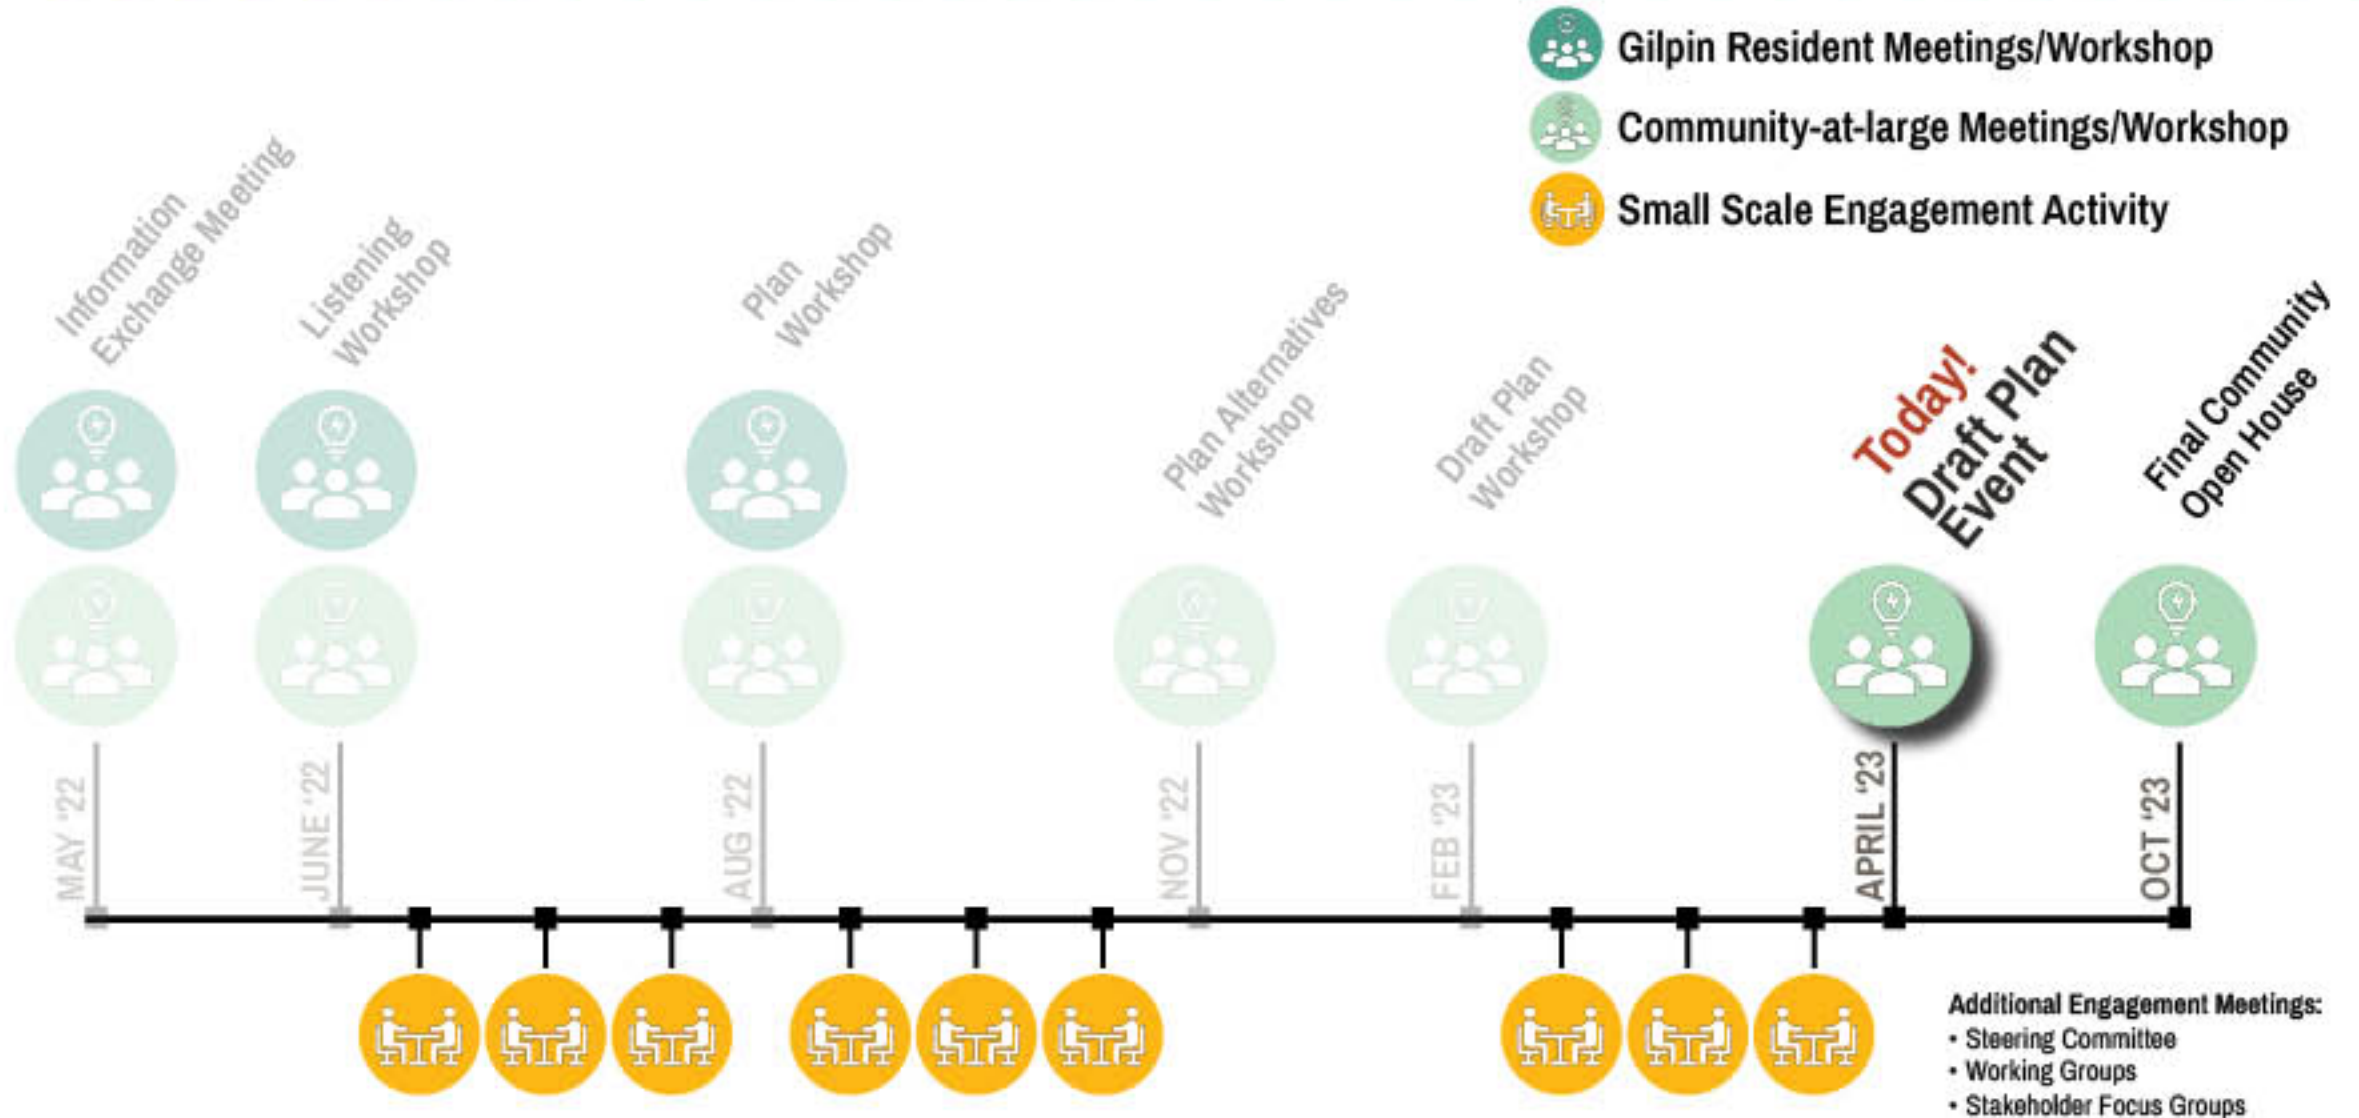 Gilpin Resident Meetings/Workshop
Community-at-large Meetings/Workshop
Small Scale Engagement Activity
Information
Exchange Meeting
Listening
Workshop
Plan
Workshop
Plan Alternatives
Workshop
Draft Plan
Workshop
Today!
Draft Plan
Event
Final Community
Open House
MAY '22
JUNE '22
AUG '22
NOV '22
FEB '23
APRIL '23
OCT '23
Additional Engagement Meetings:
• Steering Committee
• Working Groups
• Stakeholder Focus Groups